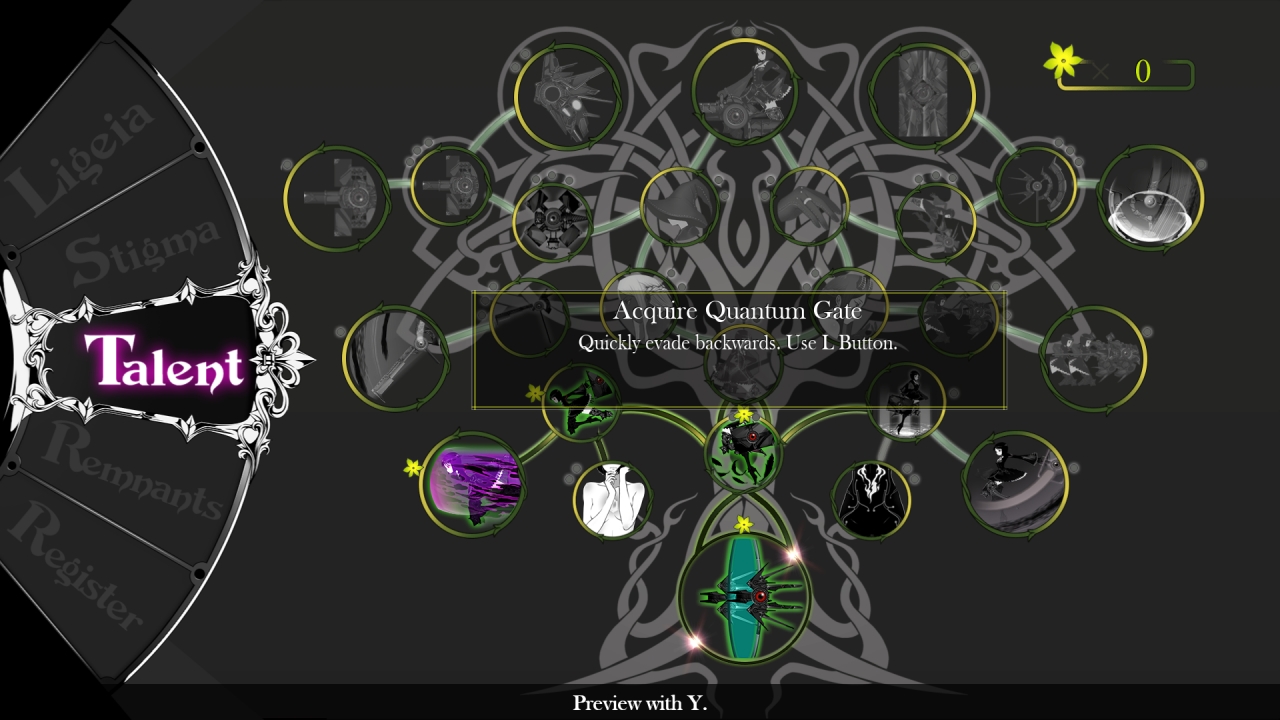 Ligeia
Stigma
Talent
Remnants
Register
× 0
Acquire Quantum Gate
Quickly evade backwards. Use L Button.
Preview with Y.